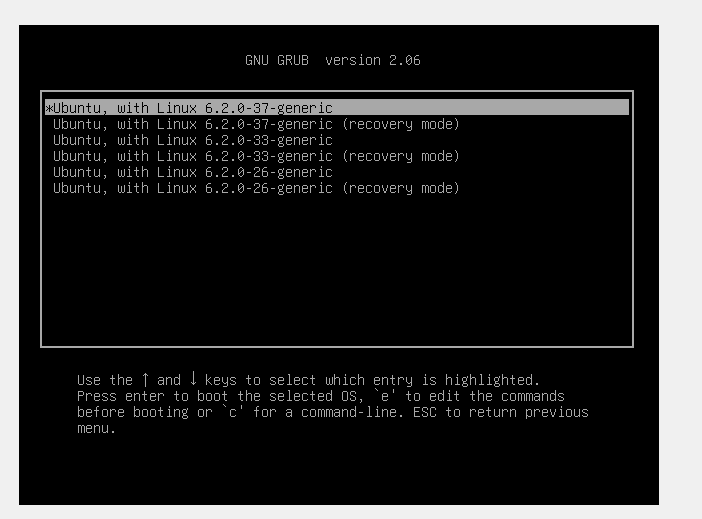 GNU GRUB  version 2.06
*Ubuntu, with Linux 6.2.0-37-generic
Ubuntu, with Linux 6.2.0-37-generic (recovery mode)
Ubuntu, with Linux 6.2.0-33-generic
Ubuntu, with Linux 6.2.0-33-generic (recovery mode)
Ubuntu, with Linux 6.2.0-26-generic
Ubuntu, with Linux 6.2.0-26-generic (recovery mode)
Use the ↑ and ↓ keys to select which entry is highlighted.
Press enter to boot the selected OS, `e' to edit the commands
before booting or `c' for a command-line. ESC to return previous
menu.